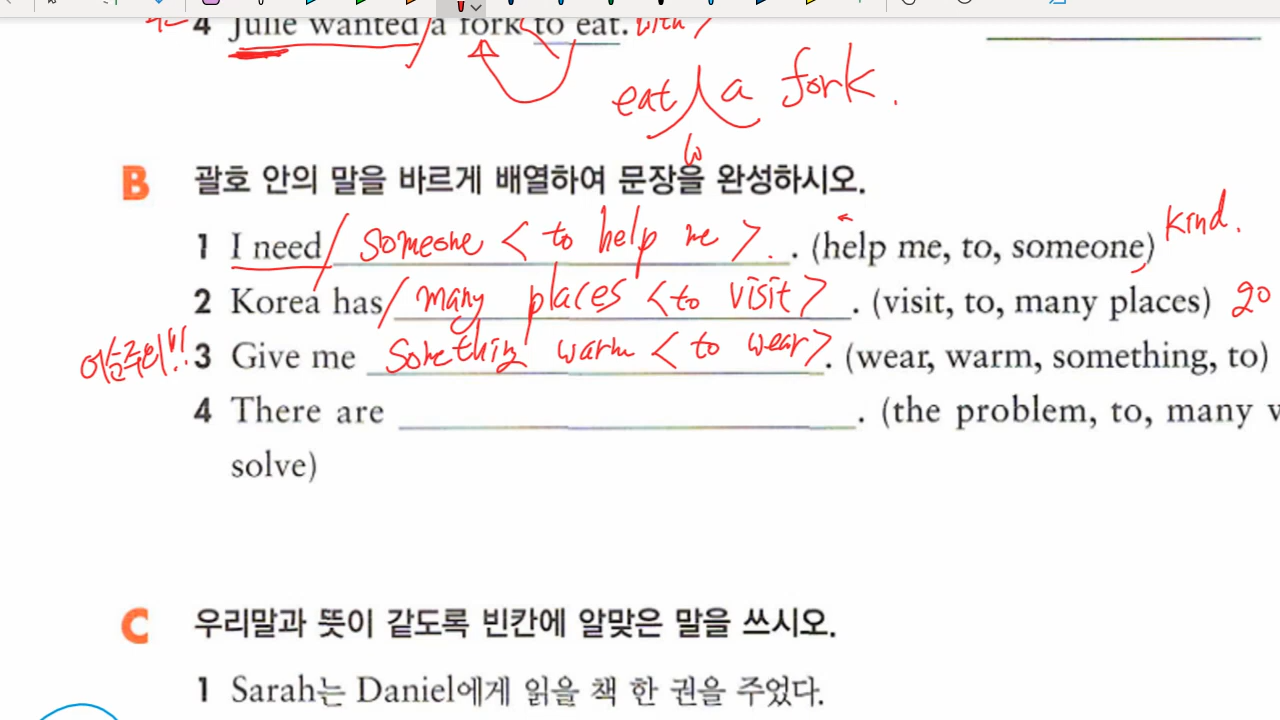 4 Julie wanted a fork to eat. with?
eat a fork.
w
B 괄호 안의 말을 바르게 배열하여 문장을 완성하시오.
kind.
1 I need / someone < to help me >. . (help me, to, someone)
2 Korea has / many places < to visit > . (visit, to, many places) go
어순주의!! 3 Give me something warm < to wear>. (wear, warm, something, to)
4 There are . (the problem, to, many
solve)
C 우리말과 뜻이 같도록 빈칸에 알맞은 말을 쓰시오.
1 Sarah는 Daniel에게 읽을 책 한 권을 주었다.